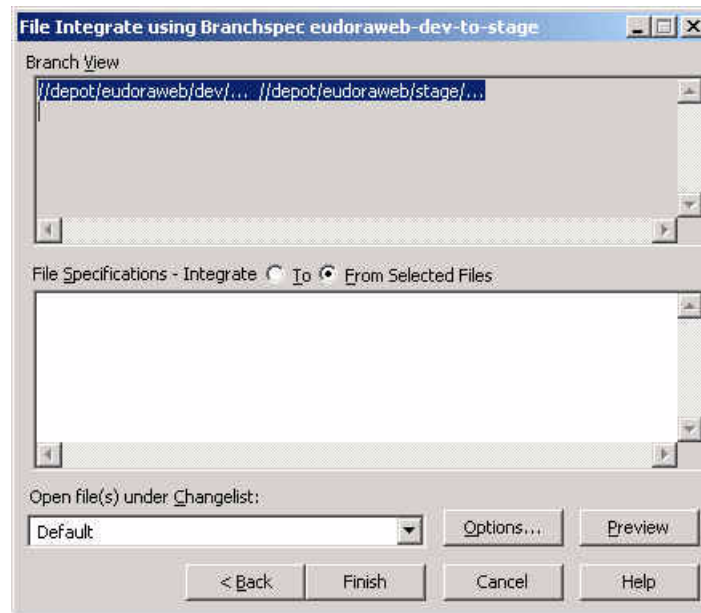 File Integrate using Branchspec eudoraweb-dev-to-stage
Branch View
//depot/eudoraweb/dev/... //depot/eudoraweb/stage/...
File Specifications - Integrate To From Selected Files
Open file(s) under Changelist:
Default Options... Preview
< Back Finish Cancel Help